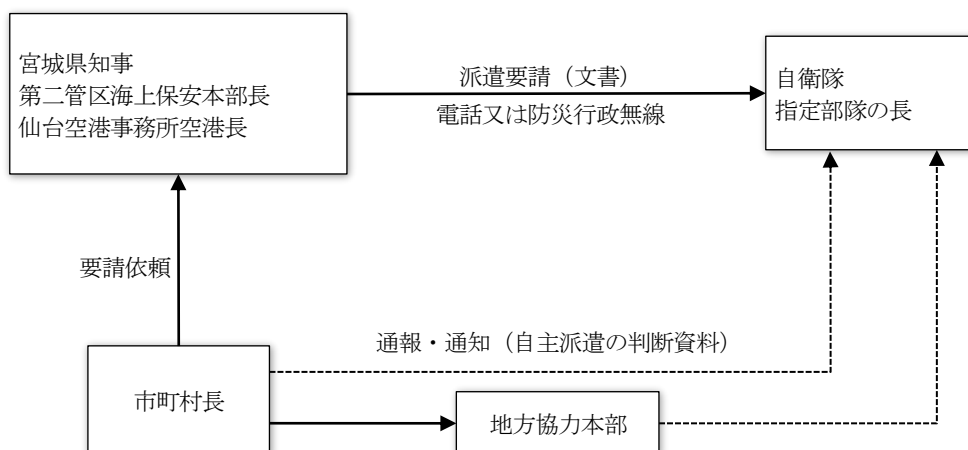 宮城県知事
第二管区海上保安本部長
仙台空港事務所空港長
派遣要請（文書）
電話又は防災行政無線
自衛隊
指定部隊の長
要請依頼
通報・通知（自主派遣の判断資料）
市町村長
地方協力本部